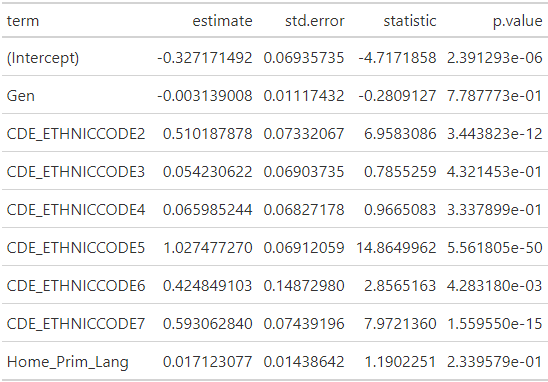 term estimate std.error statistic p.value
(Intercept) -0.327171492 0.06935735 -4.7171858 2.391293e-06
Gen -0.003139008 0.01117432 -0.2809127 7.787773e-01
CDE_ETHNICCODE2 0.510187878 0.07332067 6.9583086 3.443823e-12
CDE_ETHNICCODE3 0.054230622 0.06903735 0.7855259 4.321453e-01
CDE_ETHNICCODE4 0.065985244 0.06827178 0.9665083 3.337899e-01
CDE_ETHNICCODE5 1.027477270 0.06912059 14.8649962 5.561805e-50
CDE_ETHNICCODE6 0.424849103 0.14872980 2.8565163 4.283180e-03
CDE_ETHNICCODE7 0.593062840 0.07439196 7.9721360 1.559550e-15
Home_Prim_Lang 0.017123077 0.01438642 1.1902251 2.339579e-01